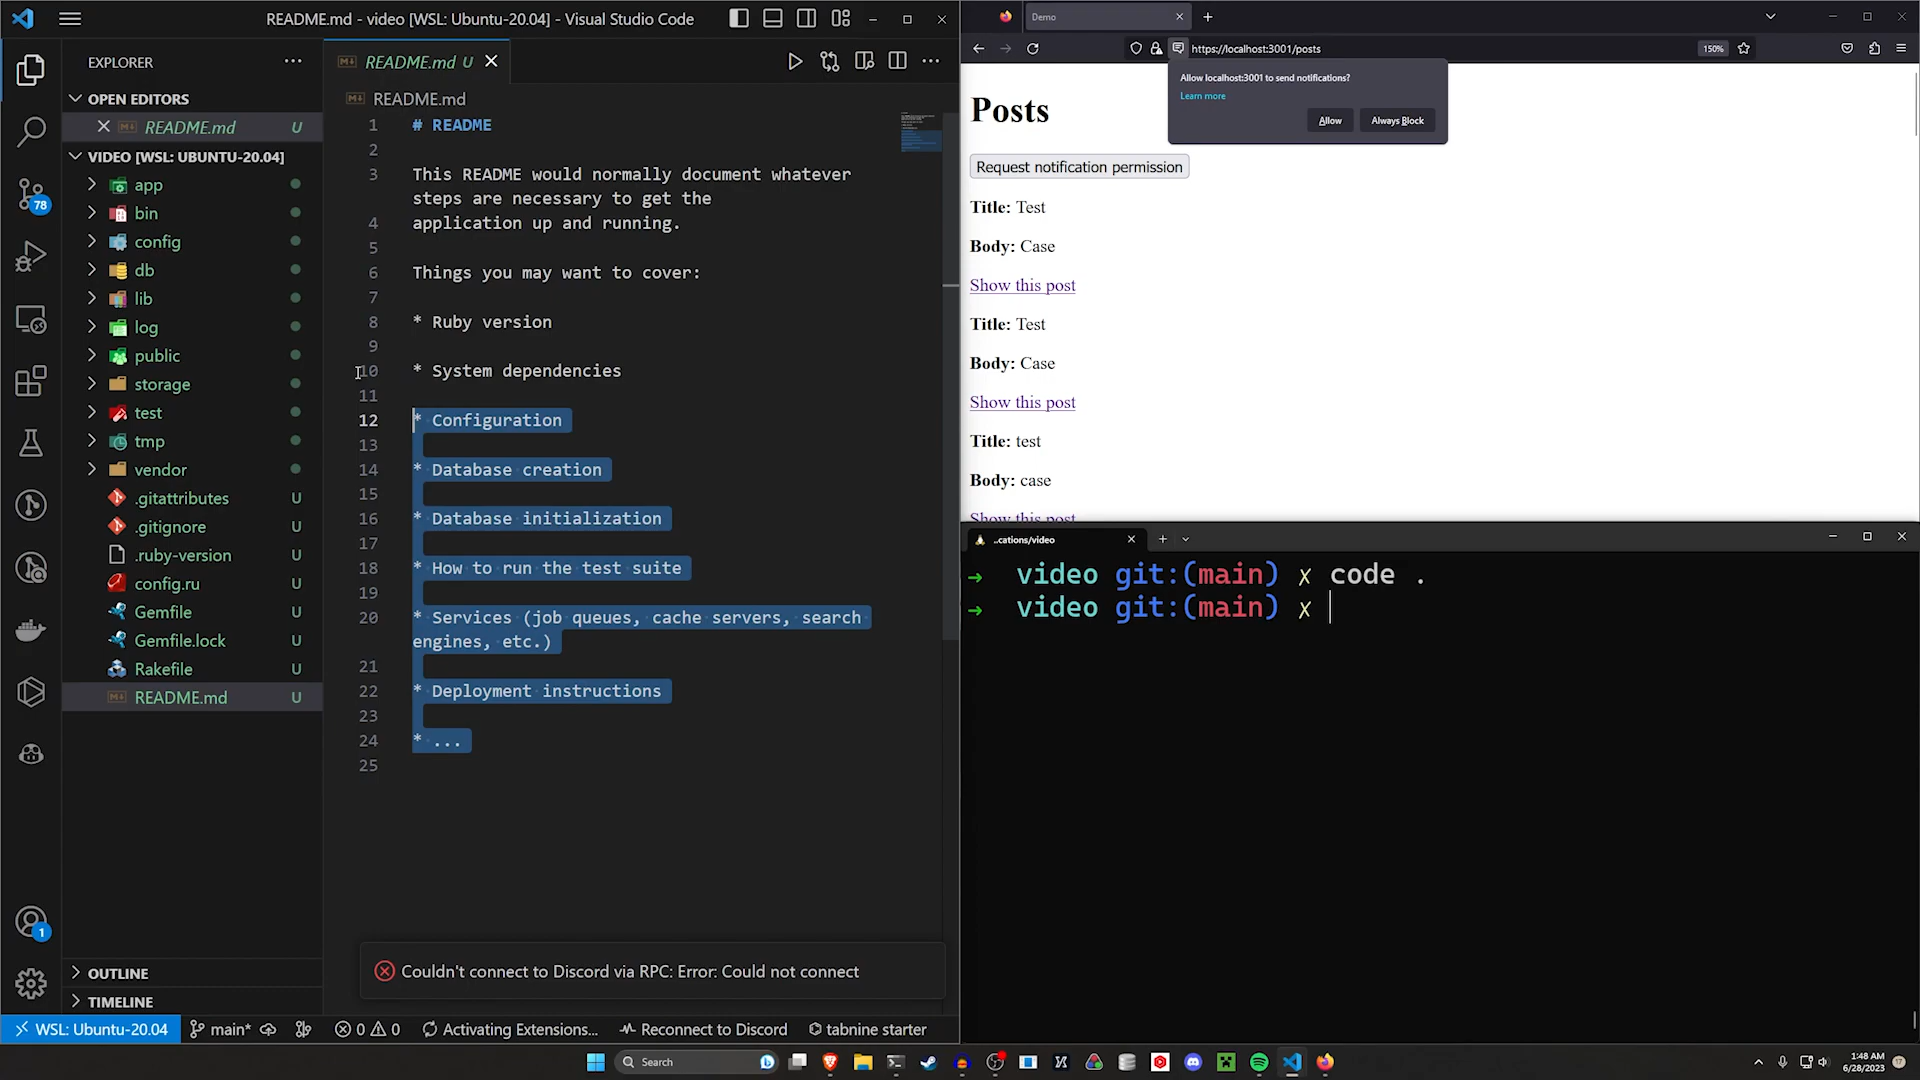 README.md - video [WSL: Ubuntu-20.04] - Visual Studio Code
EXPLORER
OPEN EDITORS
README.md U
VIDEO [WSL: UBUNTU-20.04]
app
bin
config
db
lib
log
public
storage
test
tmp
vendor
.gitattributes U
.gitignore U
.ruby-version U
config.ru U
Gemfile U
Gemfile.lock U
Rakefile U
README.md U
OUTLINE
TIMELINE
78
1
README.md U
README.md
1 # README
2
3 This README would normally document whatever
steps are necessary to get the
4 application up and running.
5
6 Things you may want to cover:
7
8 * Ruby version
9
10 * System dependencies
11
12 * Configuration
13
14 * Database creation
15
16 * Database initialization
17
18 * How to run the test suite
19
20 * Services (job queues, cache servers, search
engines, etc.)
21
22 * Deployment instructions
23
24 * ...
25
Couldn't connect to Discord via RPC: Error: Could not connect
WSL: Ubuntu-20.04 main* 0 0 Activating Extensions... Reconnect to Discord tabnine starter
Demo
https://localhost:3001/posts 150%
Allow localhost:3001 to send notifications?
Learn more
Allow Always Block
Posts
Request notification permission
Title: Test
Body: Case
Show this post
Title: Test
Body: Case
Show this post
Title: test
Body: case
Show this post
..cations/video
→ video git:(main) x code .
→ video git:(main) x
Search
1:48 AM
6/28/2023